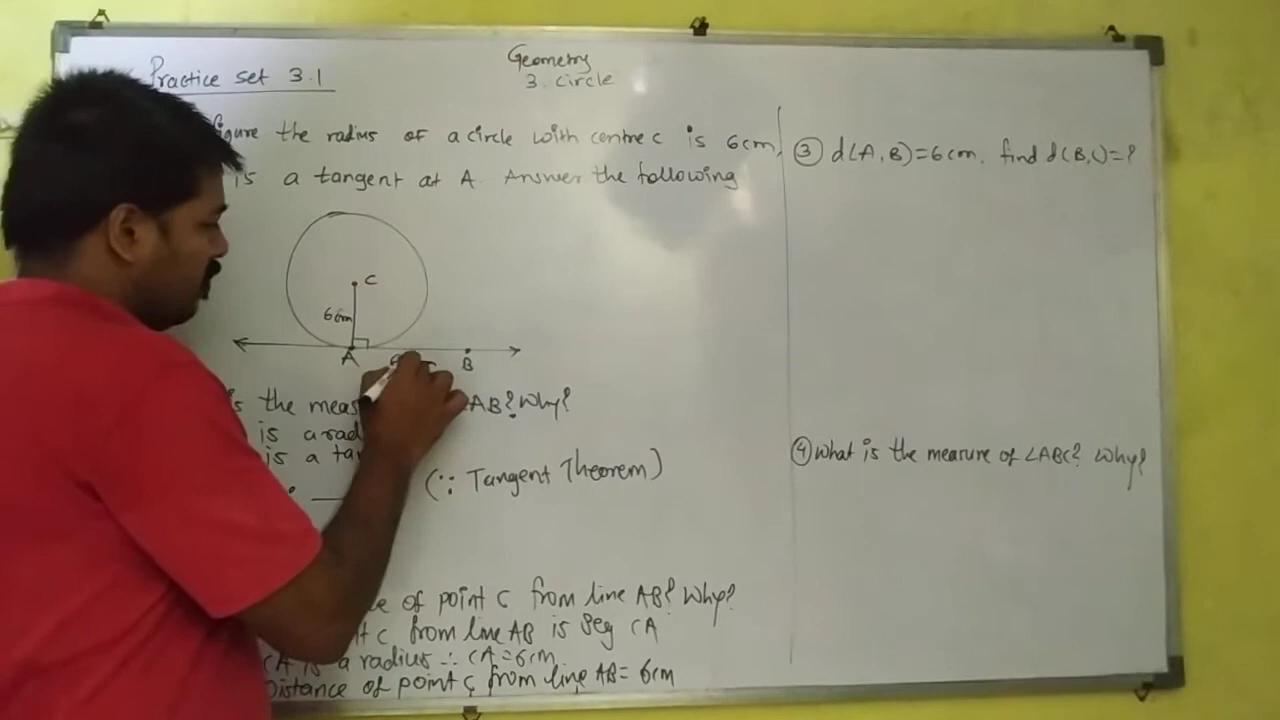 Geometry
3. Circle
Practice set 3.1
figure the radius of a circle with centre C is 6cm,
is a tangent at A. Answer the following
C
6cm
A
B
is the AB? Why?
is a
is a
(∵ Tangent Theorem)
of point C from line AB? Why?
C from line AB is seg CA
CA is a radius ∴ CA=6cm
Distance of point C from line AB= 6cm
③ d(A,B)=6cm, find d(B,C)=?
④ What is the measure of ∠ABC? Why?